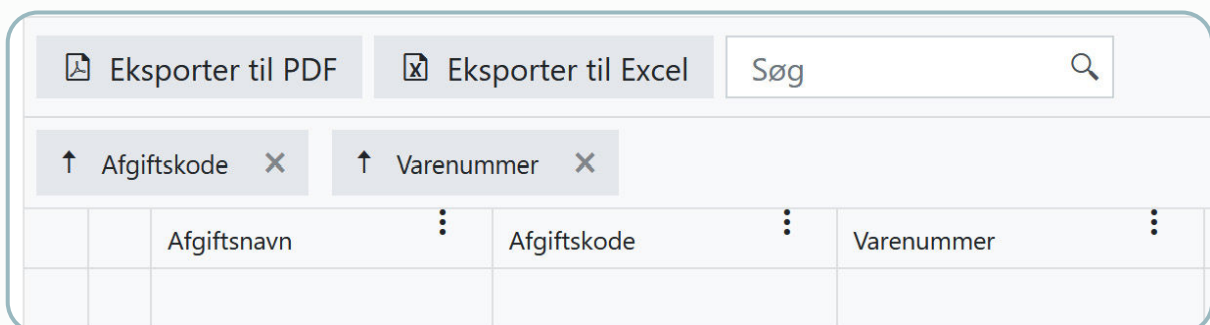 Eksporter til PDF Eksporter til Excel Søg
Afgiftskode Varenummer
Afgiftsnavn Afgiftskode Varenummer